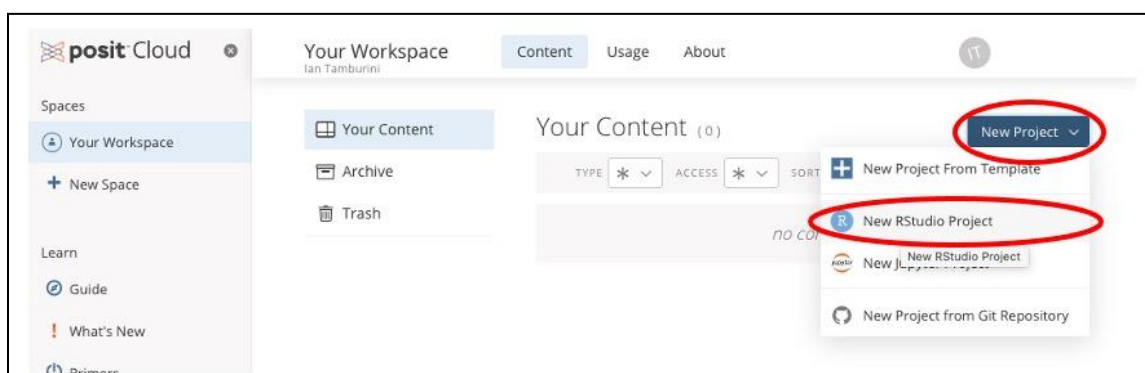 posit Cloud
Spaces
Your Workspace
New Space
Learn
Guide
What's New
Primers
Your Workspace
Ian Tamburini
Content Usage About
IT
Your Content
Archive
Trash
Your Content (0)
New Project
TYPE * ACCESS * SORT
New Project From Template
R New RStudio Project
New RStudio Project
New Project from Git Repository